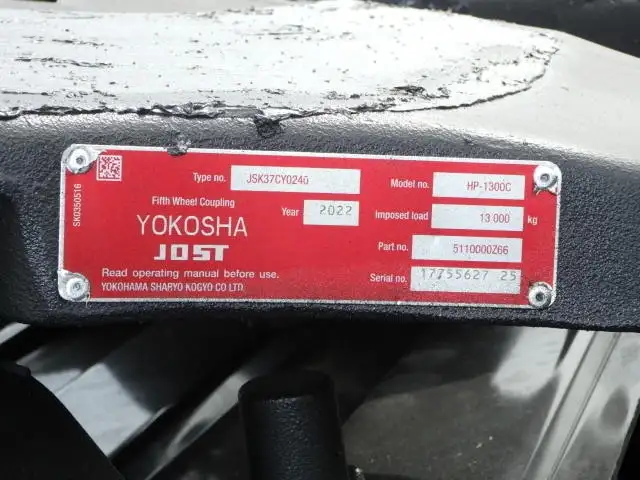 SK0350516
Type no. JSK37CY0240
Model no. HP-1300C
Fifth Wheel Coupling
Year 2022
Imposed load 13 000 kg
YOKOSHA
JOST
Part no. 5110000Z66
Read operating manual before use.
Serial no. 17755627 25
YOKOHAMA SHARYO KOGYO CO LTD.